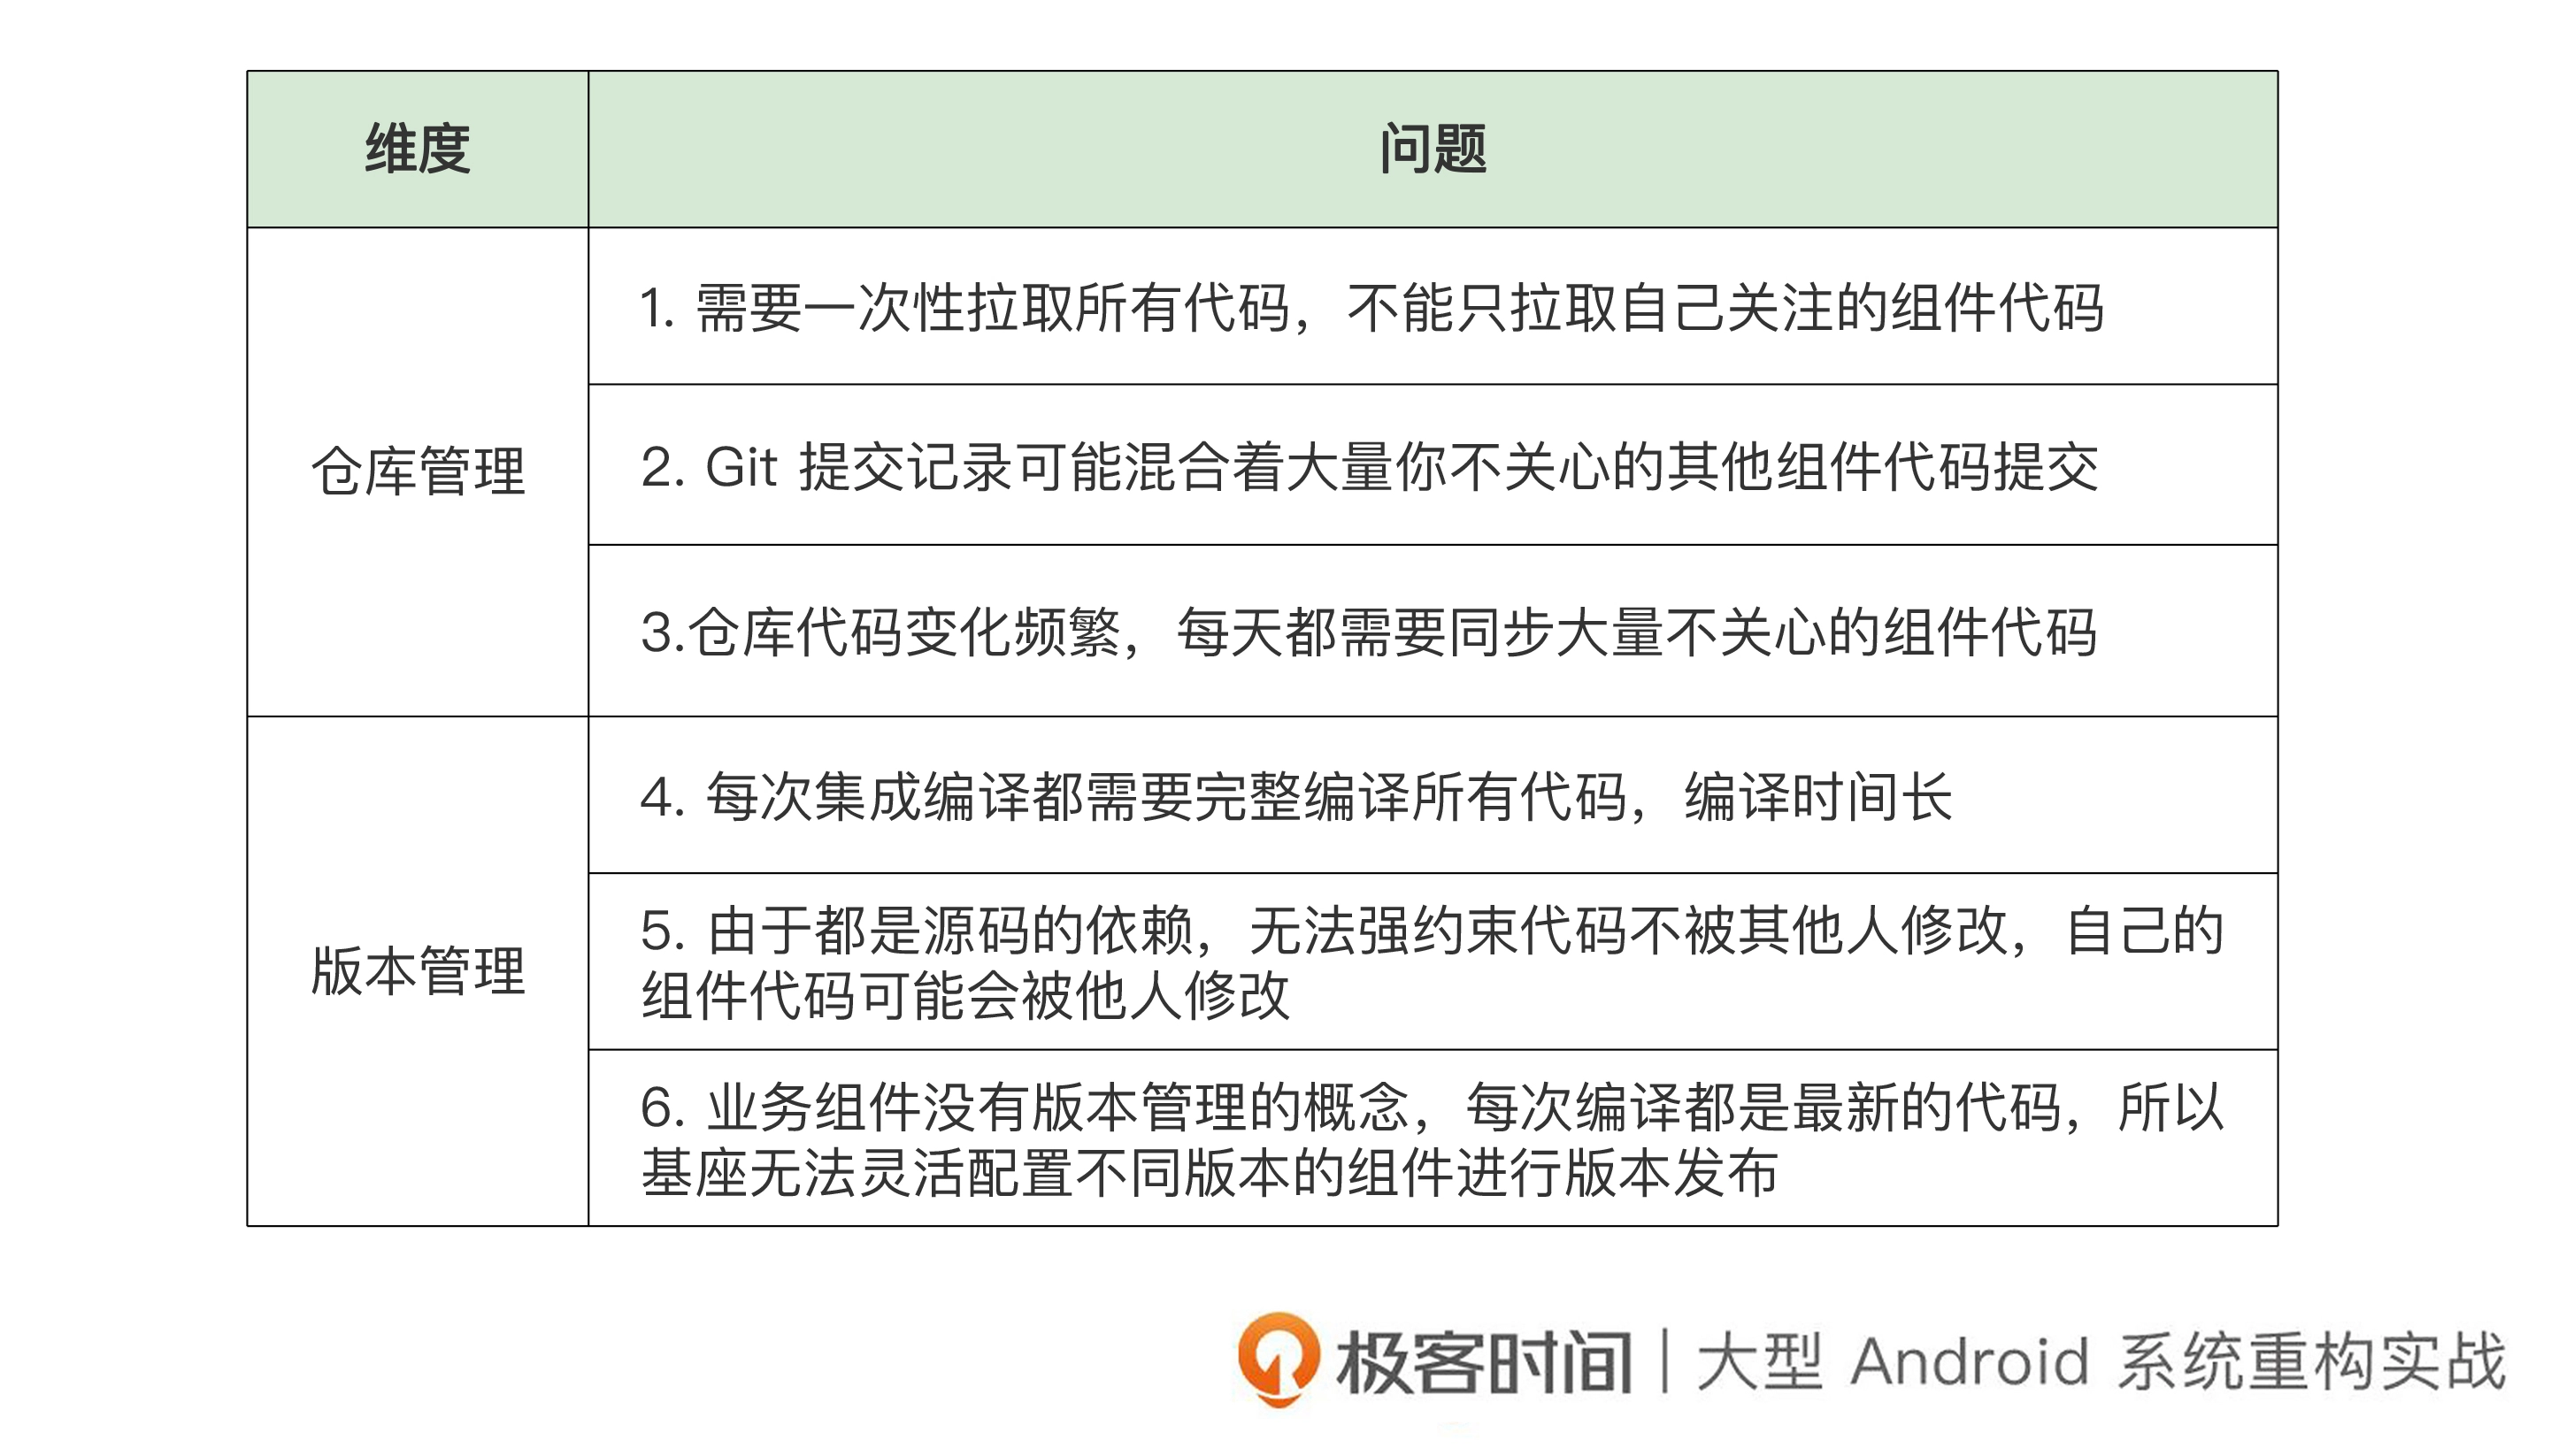 维度
问题
仓库管理
1. 需要一次性拉取所有代码，不能只拉取自己关注的组件代码
2. Git 提交记录可能混合着大量你不关心的其他组件代码提交
3.仓库代码变化频繁，每天都需要同步大量不关心的组件代码
版本管理
4. 每次集成编译都需要完整编译所有代码，编译时间长
5. 由于都是源码的依赖，无法强约束代码不被其他人修改，自己的
组件代码可能会被他人修改
6. 业务组件没有版本管理的概念，每次编译都是最新的代码，所以
基座无法灵活配置不同版本的组件进行版本发布
极客时间｜大型 Android 系统重构实战